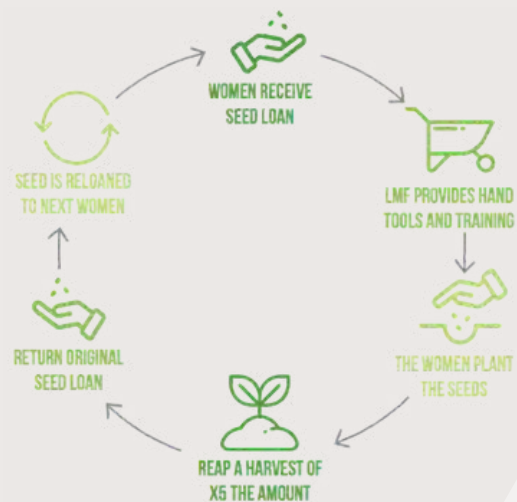 WOMEN RECEIVE
SEED LOAN
LMF PROVIDES HAND
TOOLS AND TRAINING
THE WOMEN PLANT
THE SEEDS
REAP A HARVEST OF
X5 THE AMOUNT
RETURN ORIGINAL
SEED LOAN
SEED IS RELOANED
TO NEXT WOMEN